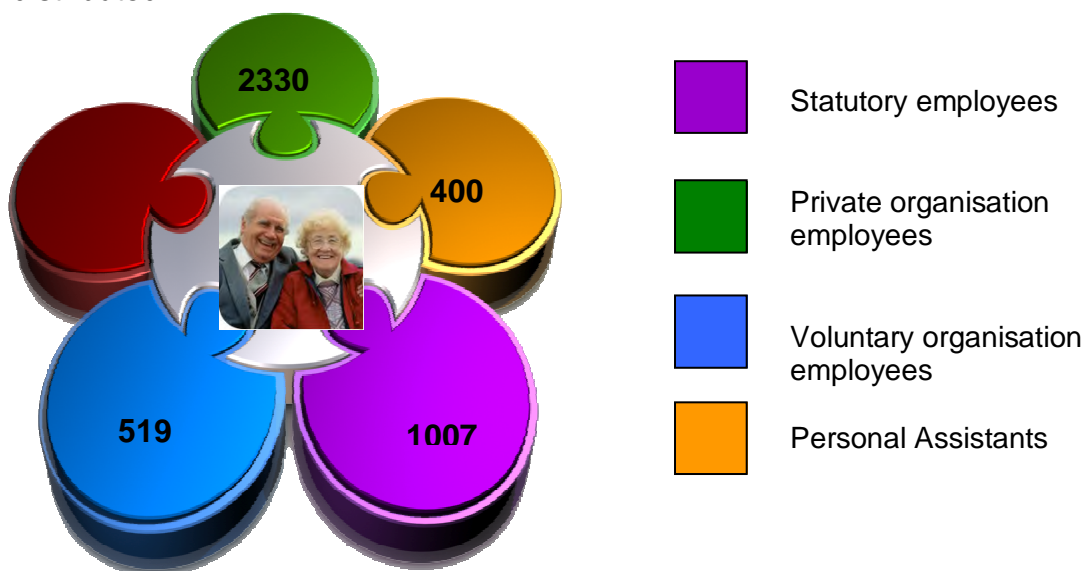 2330
400
519
1007
Statutory employees
Private organisation
employees
Voluntary organisation
employees
Personal Assistants